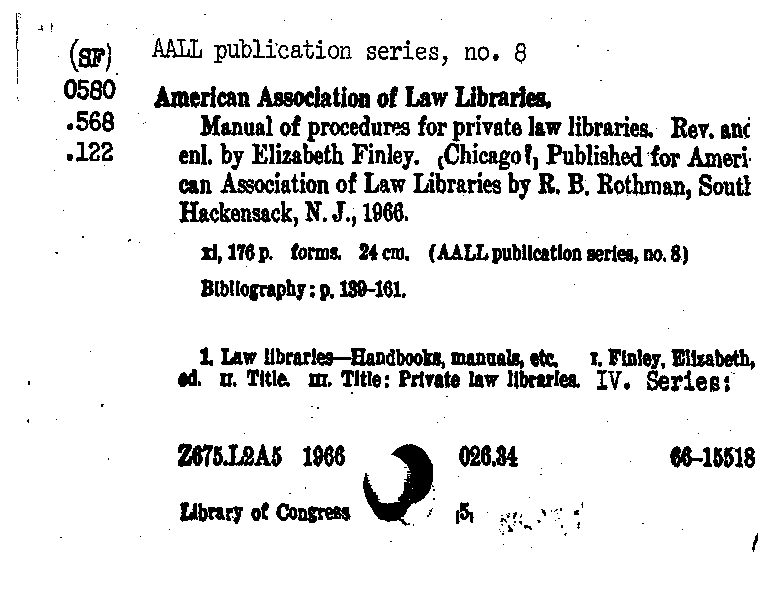 AALL publication series, no. 8
(SF)
0580
.568
.122
American Association of Law Libraries.
Manual of procedures for private law libraries. Rev. and
enl. by Elizabeth Finley. [Chicago?] Published for Ameri-
can Association of Law Libraries by R. B. Rothman, South
Hackensack, N. J., 1966.
xi, 176 p. forms. 24 cm. (AALL publication series, no. 8)
Bibliography: p. 139-161.
1. Law libraries—Handbooks, manuals, etc. I. Finley, Elizabeth,
ed. II. Title. III. Title: Private law libraries. IV. Series:
Z675.L2A5 1966 026.34 66-15518
Library of Congress [5]